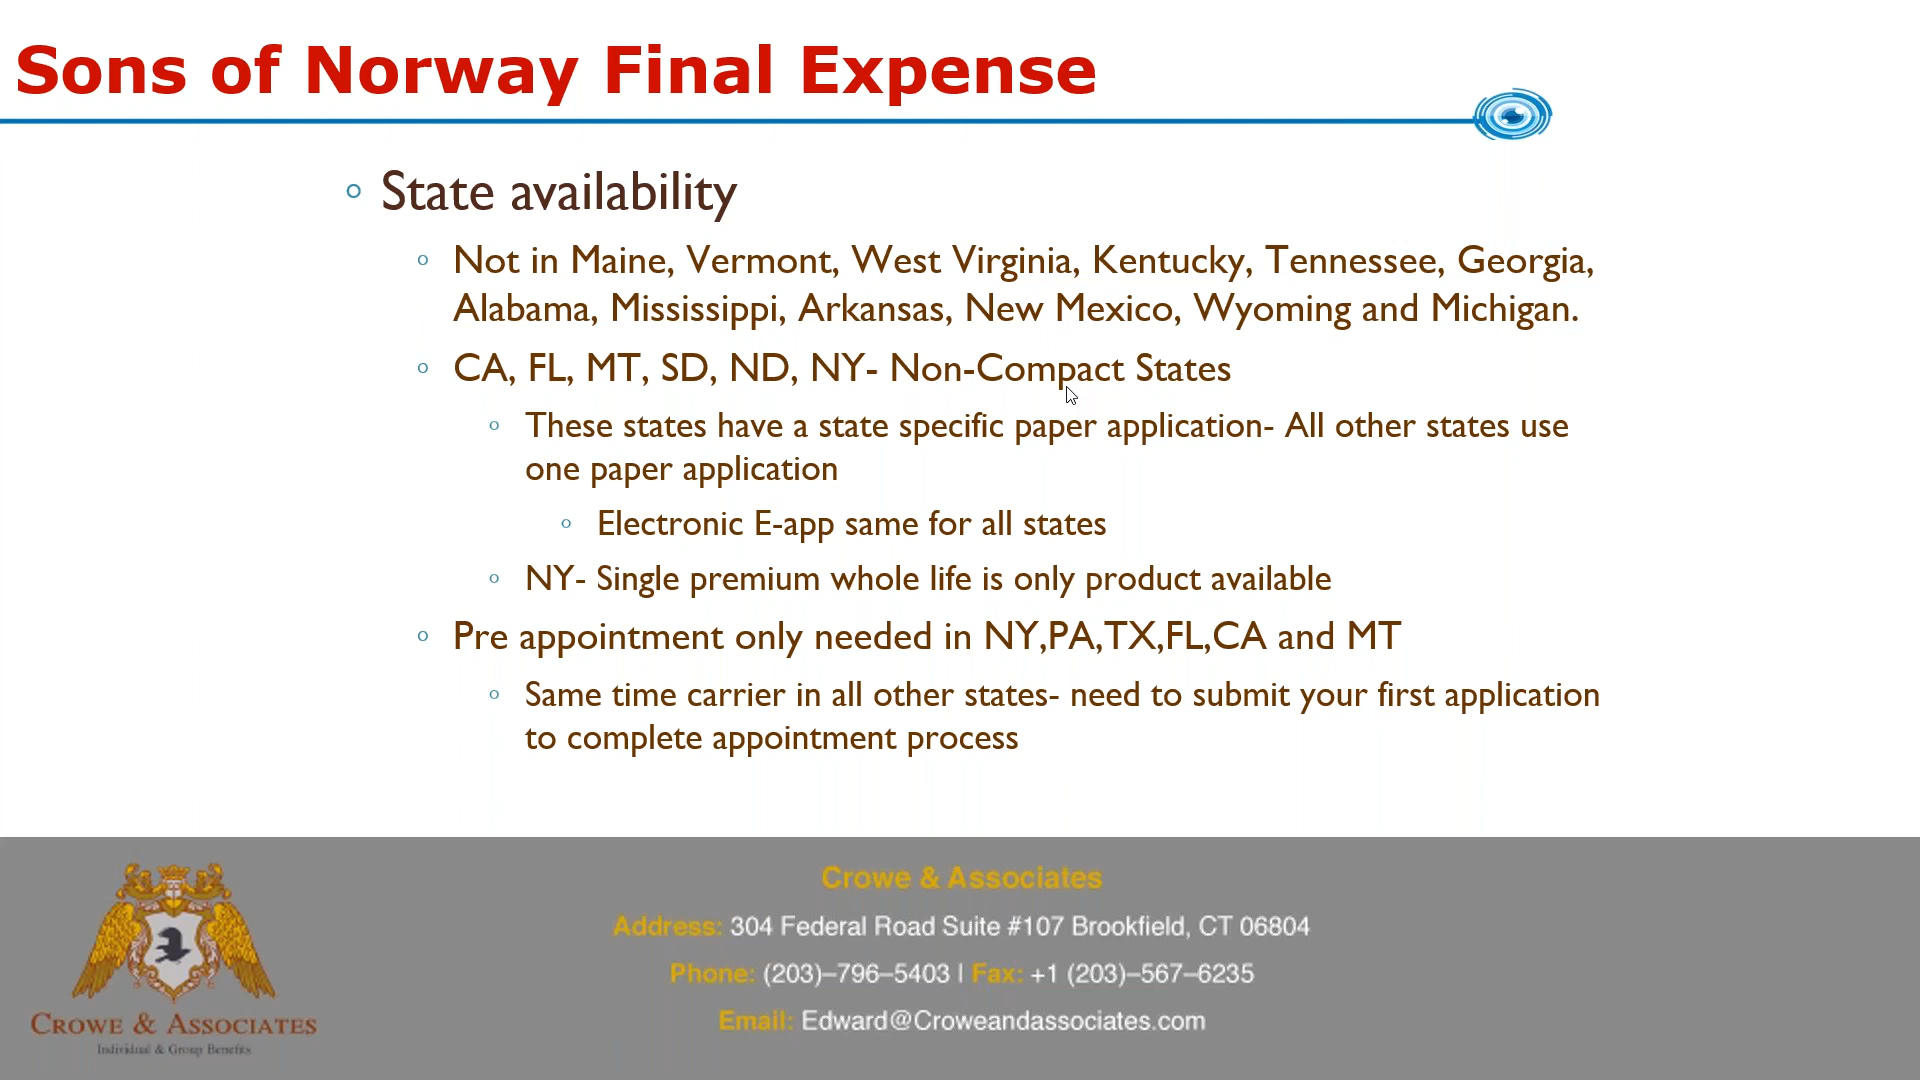 Sons of Norway Final Expense
State availability
Not in Maine, Vermont, West Virginia, Kentucky, Tennessee, Georgia,
Alabama, Mississippi, Arkansas, New Mexico, Wyoming and Michigan.
CA, FL, MT, SD, ND, NY- Non-Compact States
These states have a state specific paper application- All other states use
one paper application
Electronic E-app same for all states
NY- Single premium whole life is only product available
Pre appointment only needed in NY,PA,TX,FL,CA and MT
Same time carrier in all other states- need to submit your first application
to complete appointment process
Crowe & Associates
Address: 304 Federal Road Suite #107 Brookfield, CT 06804
Phone: (203)–796–5403 | Fax: +1 (203)–567–6235
Email: Edward@Croweandassociates.com
CROWE & ASSOCIATES
Individual & Group Benefits